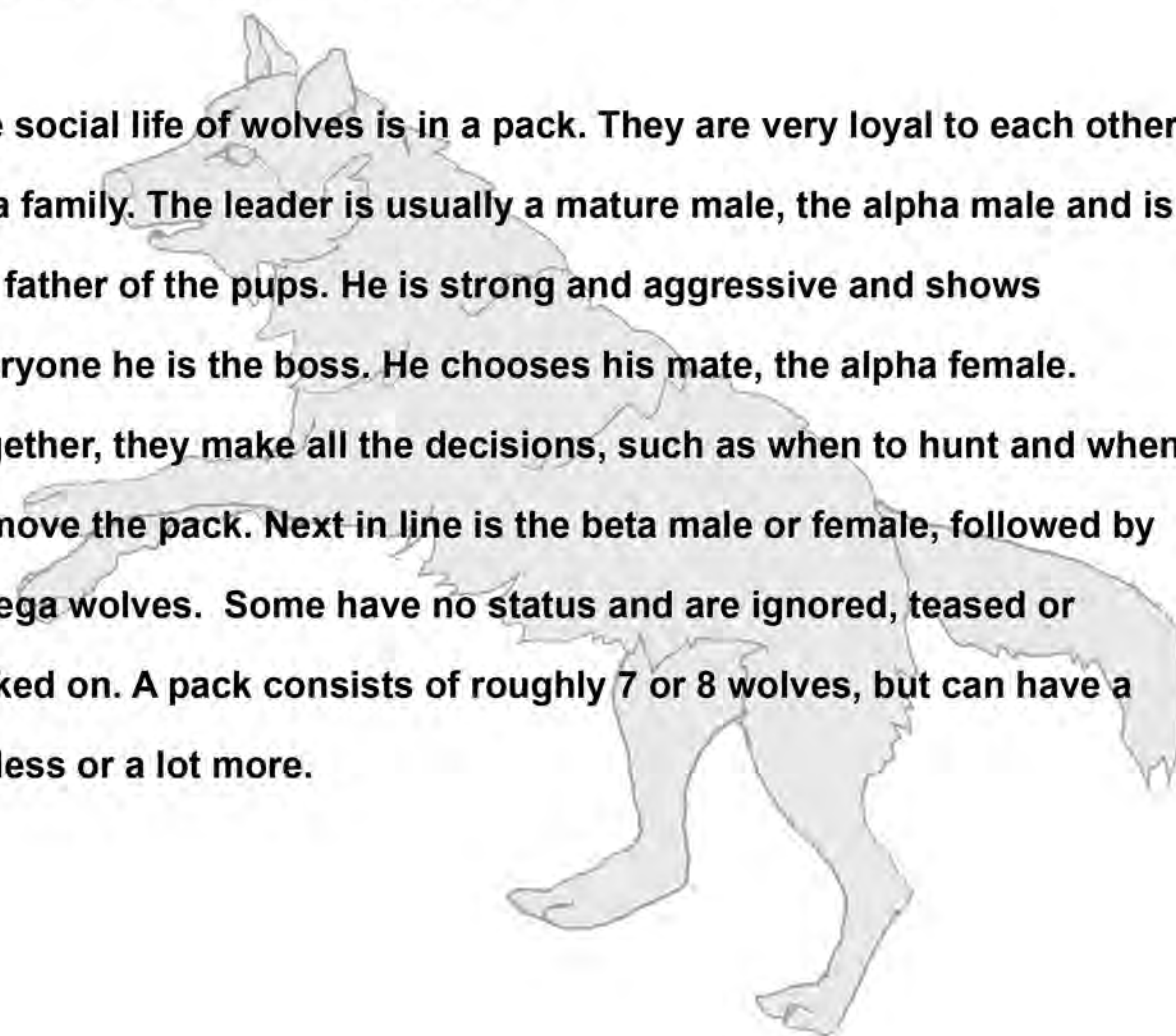 e social life of wolves is in a pack. They are very loyal to each other
a family. The leader is usually a mature male, the alpha male and is
father of the pups. He is strong and aggressive and shows
ryone he is the boss. He chooses his mate, the alpha female.
gether, they make all the decisions, such as when to hunt and when
move the pack. Next in line is the beta male or female, followed by
ega wolves.  Some have no status and are ignored, teased or
ked on. A pack consists of roughly 7 or 8 wolves, but can have a
less or a lot more.